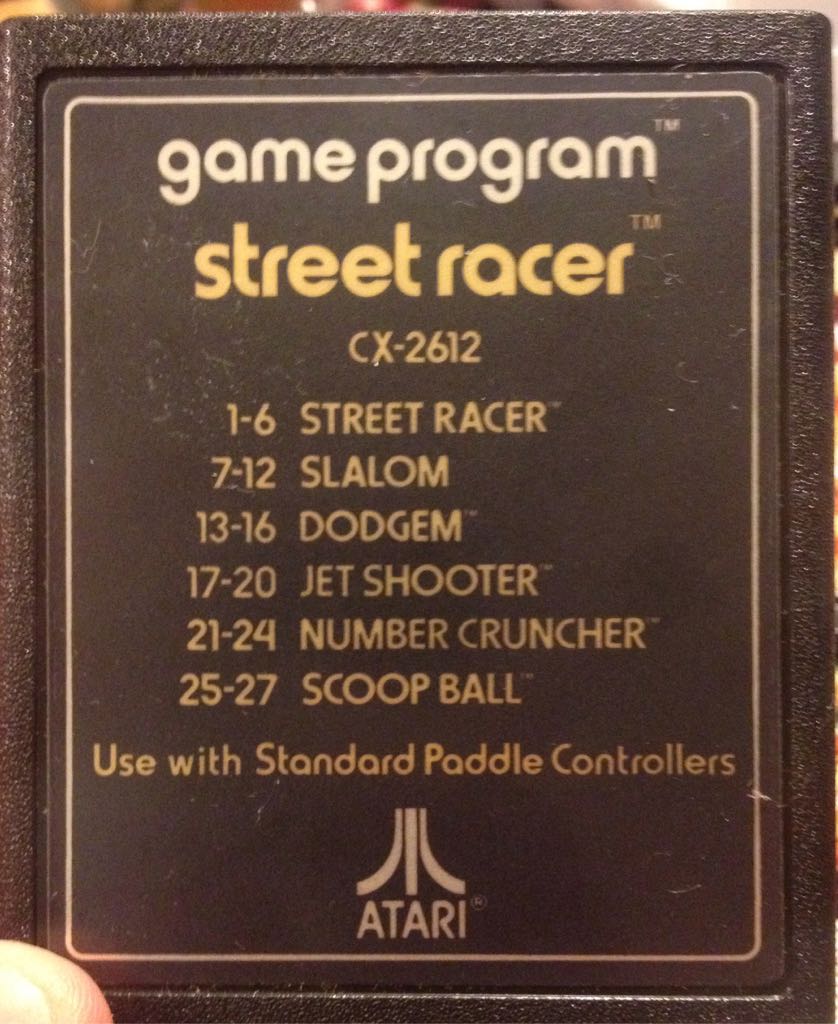 game program™
street racer™
CX-2612
1-6 STREET RACER™
7-12 SLALOM
13-16 DODGEM™
17-20 JET SHOOTER™
21-24 NUMBER CRUNCHER™
25-27 SCOOP BALL™
Use with Standard Paddle Controllers
ATARI®